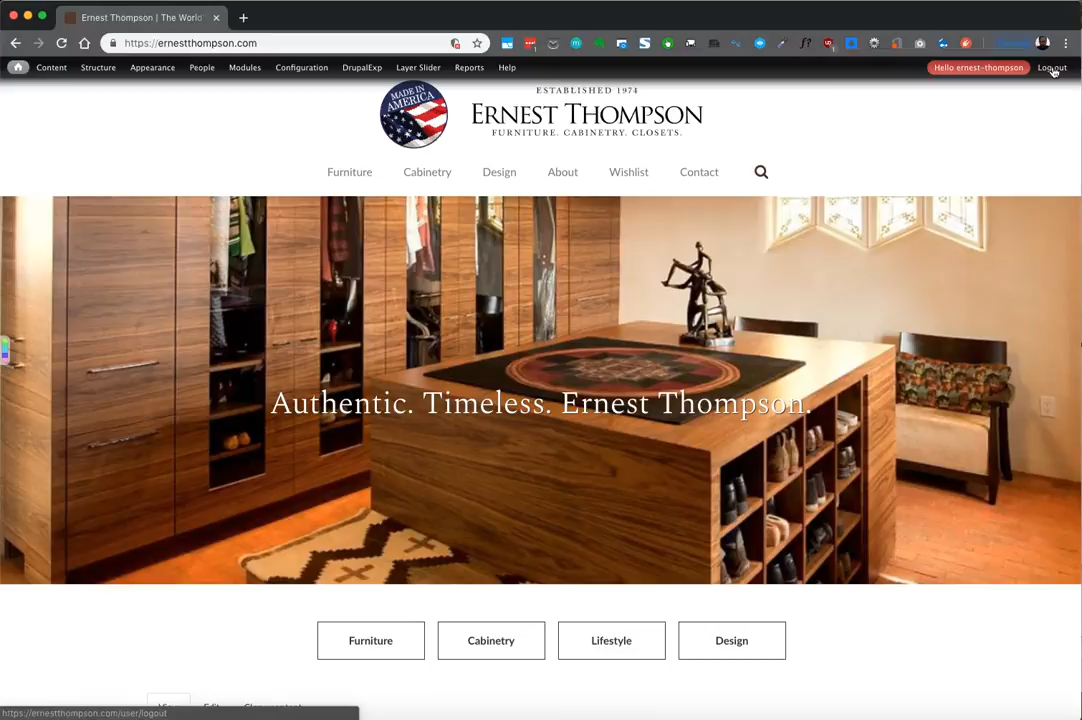 Ernest Thompson | The World
https://ernestthompson.com
Content Structure Appearance People Modules Configuration DrupalExp Layer Slider Reports Help
Hello ernest-thompson Log out
MADE IN AMERICA
ESTABLISHED 1974
ERNEST THOMPSON
FURNITURE. CABINETRY. CLOSETS.
Furniture Cabinetry Design About Wishlist Contact
Authentic. Timeless. Ernest Thompson.
Furniture Cabinetry Lifestyle Design
https://ernestthompson.com/user/logout